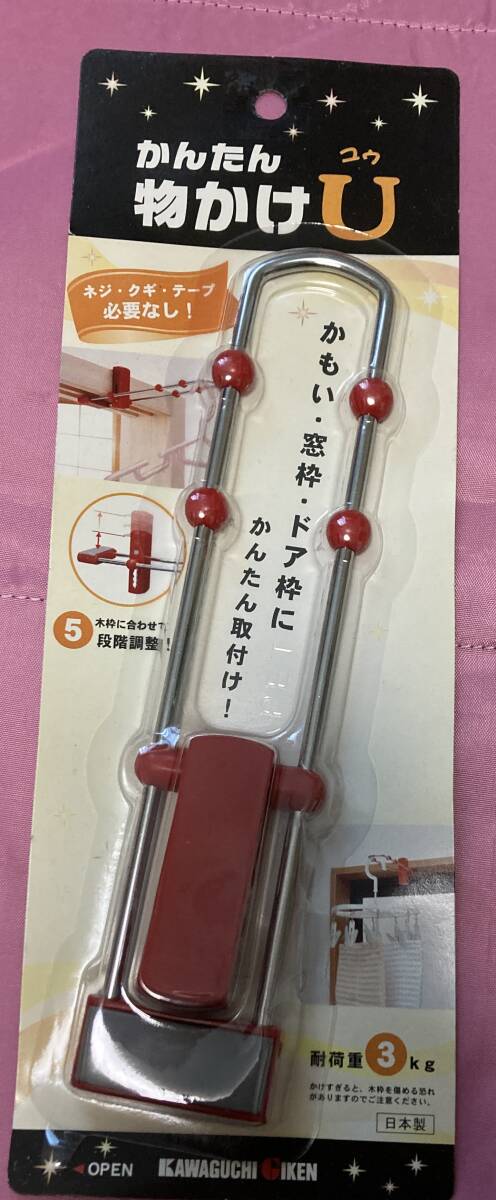 かんたん
物かけ
ユウ
U
ネジ・クギ・テープ
必要なし！
かもい・窓枠・ドア枠に
かんたん取付け！
5
木枠に合わせて
段階調整！
耐荷重 3 kg
かけすぎると、木枠を傷める恐れ
がありますのでご注意ください。
日本製
◀OPEN
KAWAGUCHI GIKEN